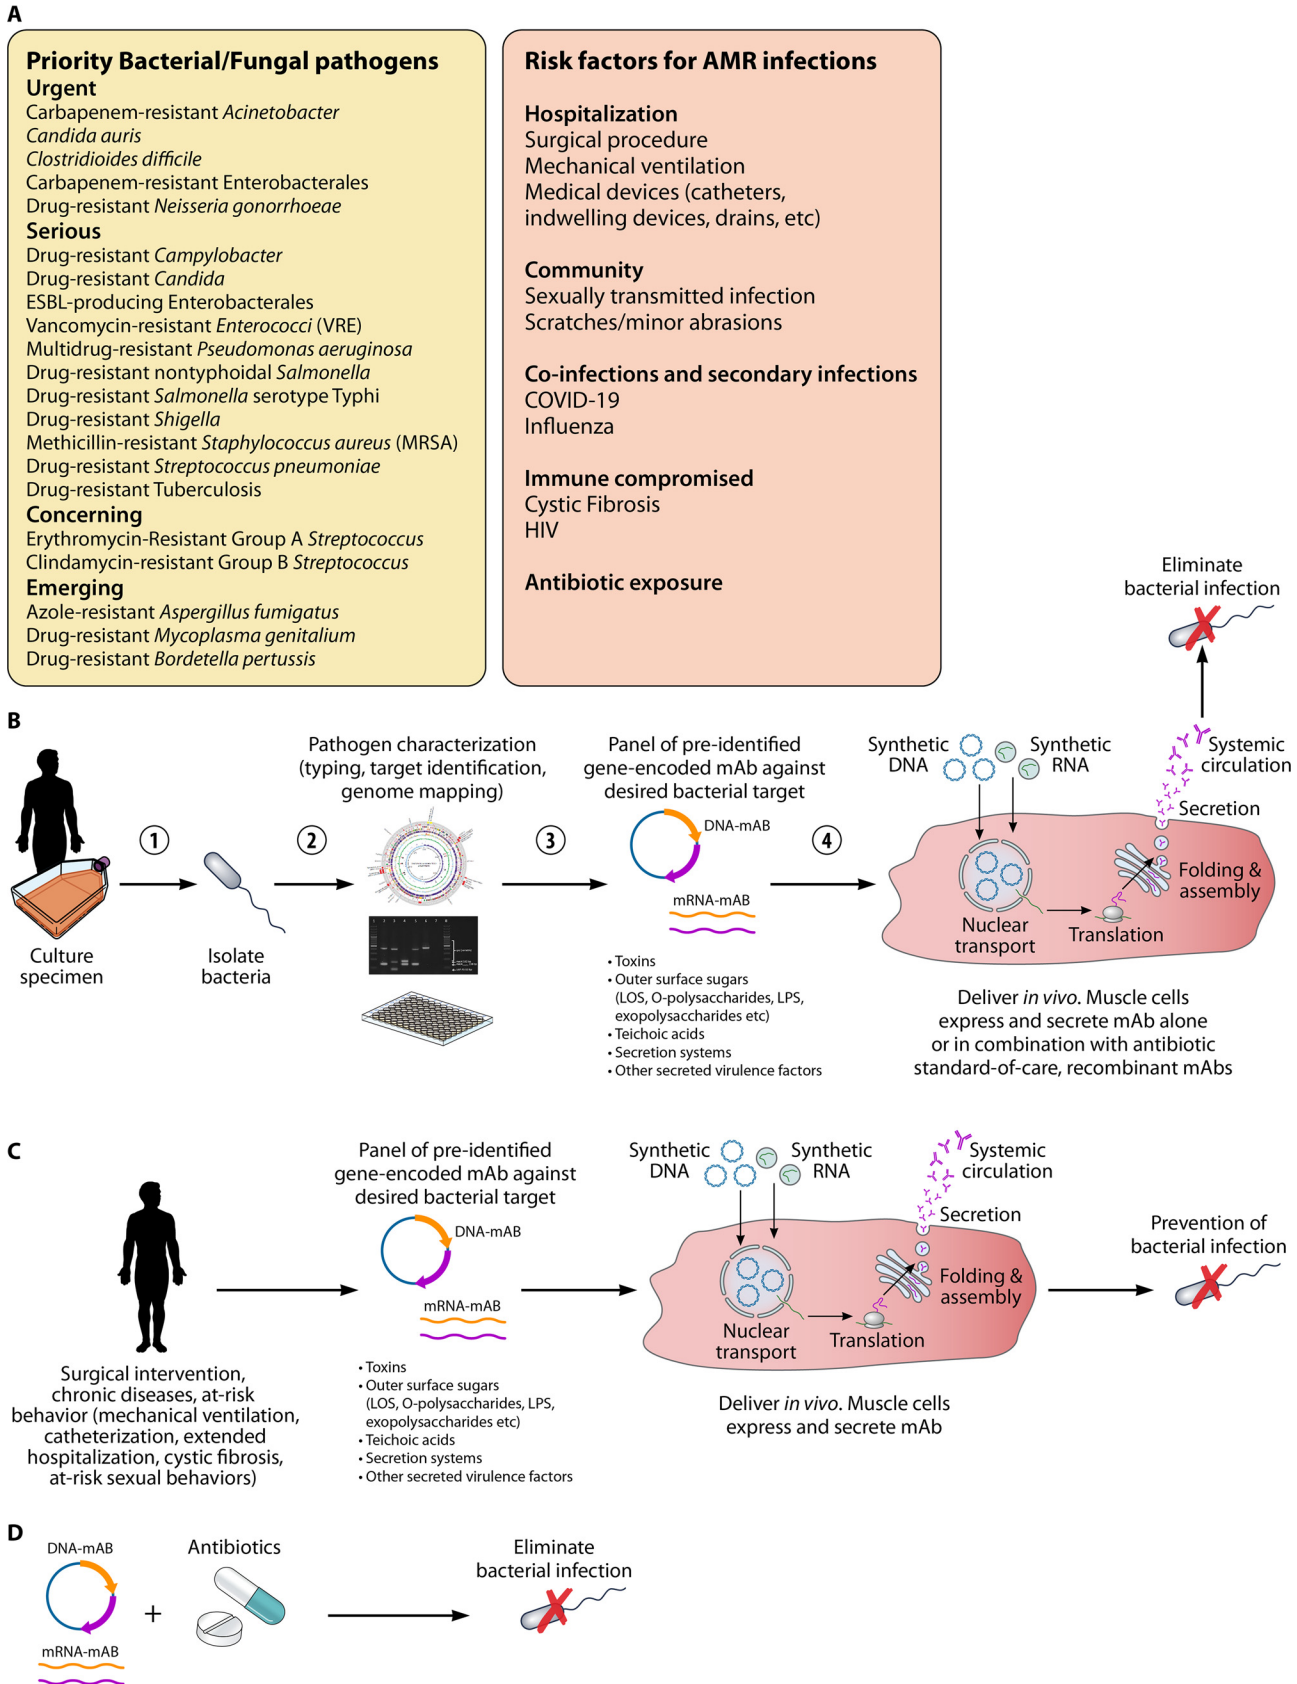 A
Priority Bacterial/Fungal pathogens
Urgent
Carbapenem-resistant Acinetobacter
Candida auris
Clostridioides difficile
Carbapenem-resistant Enterobacterales
Drug-resistant Neisseria gonorrhoeae
Serious
Drug-resistant Campylobacter
Drug-resistant Candida
ESBL-producing Enterobacterales
Vancomycin-resistant Enterococci (VRE)
Multidrug-resistant Pseudomonas aeruginosa
Drug-resistant nontyphoidal Salmonella
Drug-resistant Salmonella serotype Typhi
Drug-resistant Shigella
Methicillin-resistant Staphylococcus aureus (MRSA)
Drug-resistant Streptococcus pneumoniae
Drug-resistant Tuberculosis
Concerning
Erythromycin-Resistant Group A Streptococcus
Clindamycin-resistant Group B Streptococcus
Emerging
Azole-resistant Aspergillus fumigatus
Drug-resistant Mycoplasma genitalium
Drug-resistant Bordetella pertussis
Risk factors for AMR infections
Hospitalization
Surgical procedure
Mechanical ventilation
Medical devices (catheters,
indwelling devices, drains, etc)
Community
Sexually transmitted infection
Scratches/minor abrasions
Co-infections and secondary infections
COVID-19
Influenza
Immune compromised
Cystic Fibrosis
HIV
Antibiotic exposure
B
Culture
specimen
1
Isolate
bacteria
2
Pathogen characterization
(typing, target identification,
genome mapping)
3
Panel of pre-identified
gene-encoded mAb against
desired bacterial target
DNA-mAB
mRNA-mAB
• Toxins
• Outer surface sugars
(LOS, O-polysaccharides, LPS,
exopolysaccharides etc)
• Teichoic acids
• Secretion systems
• Other secreted virulence factors
4
Synthetic
DNA
Synthetic
RNA
Nuclear
transport
Translation
Folding &
assembly
Secretion
Systemic
circulation
Eliminate
bacterial infection
Deliver in vivo. Muscle cells
express and secrete mAb alone
or in combination with antibiotic
standard-of-care, recombinant mAbs
C
Surgical intervention,
chronic diseases, at-risk
behavior (mechanical ventilation,
catheterization, extended
hospitalization, cystic fibrosis,
at-risk sexual behaviors)
Panel of pre-identified
gene-encoded mAb against
desired bacterial target
DNA-mAB
mRNA-mAB
• Toxins
• Outer surface sugars
(LOS, O-polysaccharides, LPS,
exopolysaccharides etc)
• Teichoic acids
• Secretion systems
• Other secreted virulence factors
Synthetic
DNA
Synthetic
RNA
Nuclear
transport
Translation
Folding &
assembly
Secretion
Systemic
circulation
Deliver in vivo. Muscle cells
express and secrete mAb
Prevention of
bacterial infection
D
DNA-mAB
mRNA-mAB
+
Antibiotics
Eliminate
bacterial infection